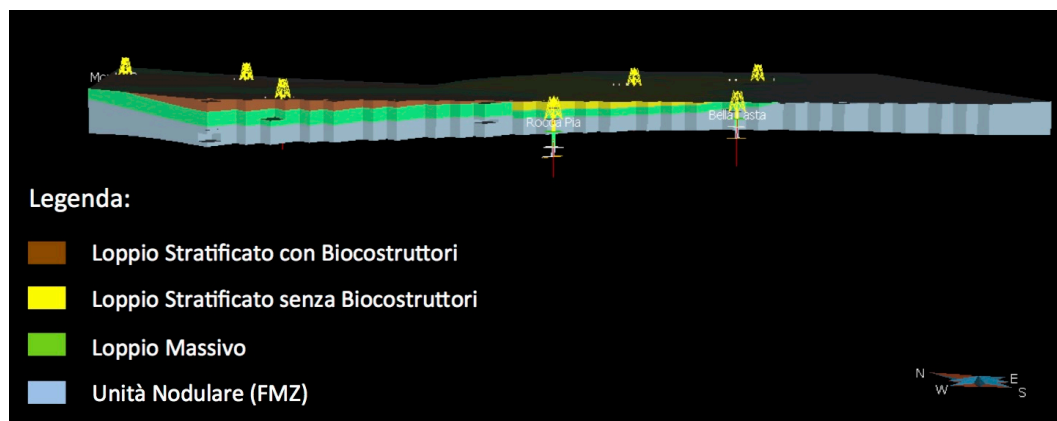 Rocca Pia
Legenda:
Loppio Stratificato con Biocostruttori
Loppio Stratificato senza Biocostruttori
Loppio Massivo
Unità Nodulare (FMZ)
N
E
W
S